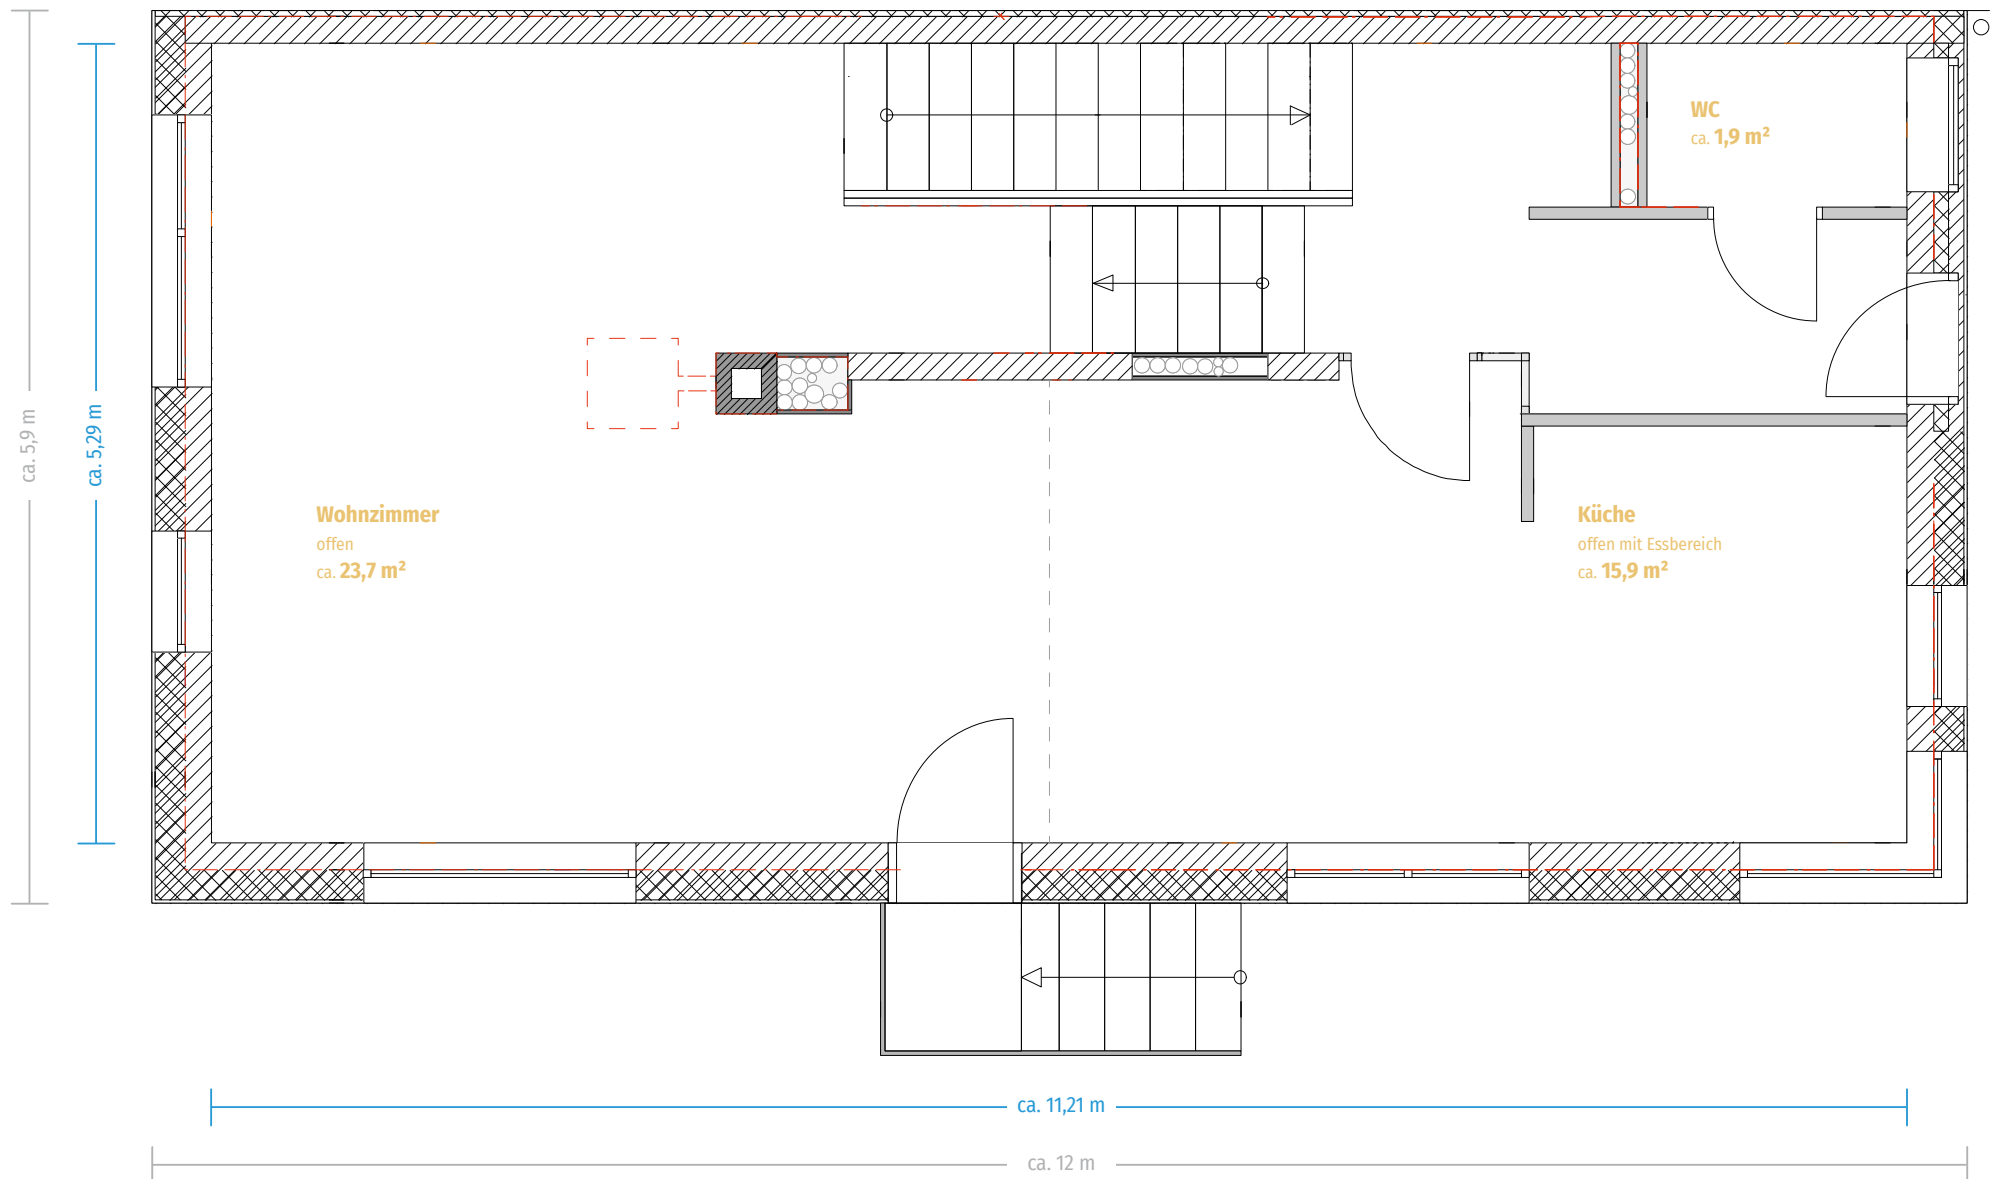 WC
ca. 1,9 m²
ca. 5,9 m
ca. 5,29 m
Wohnzimmer
offen
ca. 23,7 m²
Küche
offen mit Essbereich
ca. 15,9 m²
ca. 11,21 m
ca. 12 m